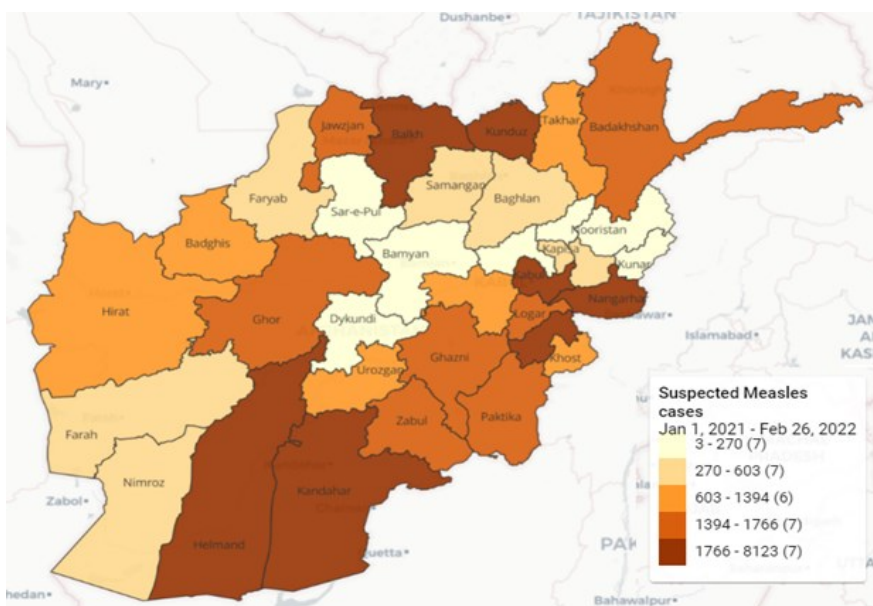 Dushanbe
TAJIKISTAN
Mary
Jawzjan
Balkh
Kunduz
Takhar
Badakhshan
Faryab
Samangan
Baghlan
Sar-e-Pul
Badghis
Nooristan
Bamyan
Kapisa
Kunar
Kabul
Hirat
Nangarhar
Ghor
Dykundi
Logar
Islamabad
Ghazni
Khost
Urozgan
Zabul
Paktika
Farah
Nimroz
Zabol
Kandahar
Helmand
Quetta
Suspected Measles
cases
Jan 1, 2021 - Feb 26, 2022
3 - 270 (7)
270 - 603 (7)
603 - 1394 (6)
1394 - 1766 (7)
1766 - 8123 (7)
PAK
Bahawalpur